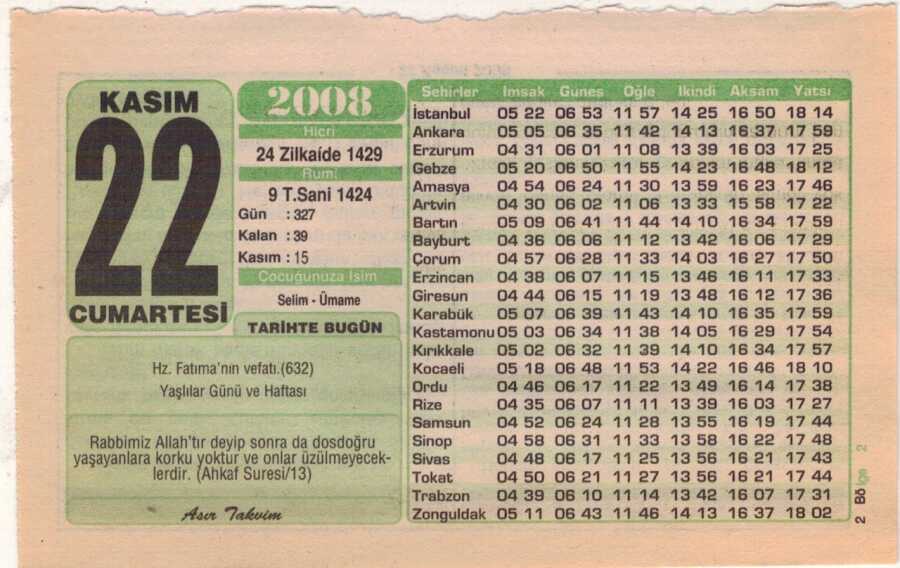 KASIM
22
CUMARTESİ
2008
Hicri
24 Zilkaíde 1429
Rumi
9 T.Sani 1424
Gün : 327
Kalan : 39
Kasım : 15
Çocuğunuza İsim
Selim - Ümame
TARİHTE BUGÜN
Hz. Fatıma'nın vefatı.(632)
Yaşlılar Günü ve Haftası
Rabbimiz Allah'tır deyip sonra da dosdoğru
yaşayanlara korku yoktur ve onlar üzülmeyecek-
lerdir. (Ahkaf Suresi/13)
Asır Takvim
Şehirler İmsak Güneş Öğle İkindi Akşam Yatsı
İstanbul 05 22 06 53 11 57 14 25 16 50 18 14
Ankara 05 05 06 35 11 42 14 13 16 37 17 59
Erzurum 04 31 06 01 11 08 13 39 16 03 17 25
Gebze 05 20 06 50 11 55 14 23 16 48 18 12
Amasya 04 54 06 24 11 30 13 59 16 23 17 46
Artvin 04 30 06 02 11 06 13 33 15 58 17 22
Bartın 05 09 06 41 11 44 14 10 16 34 17 59
Bayburt 04 36 06 06 11 12 13 42 16 06 17 29
Çorum 04 57 06 28 11 33 14 03 16 27 17 50
Erzincan 04 38 06 07 11 15 13 46 16 11 17 33
Giresun 04 44 06 15 11 19 13 48 16 12 17 36
Karabük 05 07 06 39 11 43 14 10 16 35 17 59
Kastamonu 05 03 06 34 11 38 14 05 16 29 17 54
Kırıkkale 05 02 06 32 11 39 14 10 16 34 17 57
Kocaeli 05 18 06 48 11 53 14 22 16 46 18 10
Ordu 04 46 06 17 11 22 13 49 16 14 17 38
Rize 04 35 06 07 11 11 13 39 16 03 17 27
Samsun 04 52 06 24 11 28 13 55 16 19 17 44
Sinop 04 58 06 31 11 33 13 58 16 22 17 48
Sivas 04 48 06 17 11 25 13 56 16 21 17 43
Tokat 04 50 06 21 11 27 13 56 16 21 17 44
Trabzon 04 39 06 10 11 14 13 42 16 07 17 31
Zonguldak 05 11 06 43 11 46 14 13 16 37 18 02
2 Bölge 2